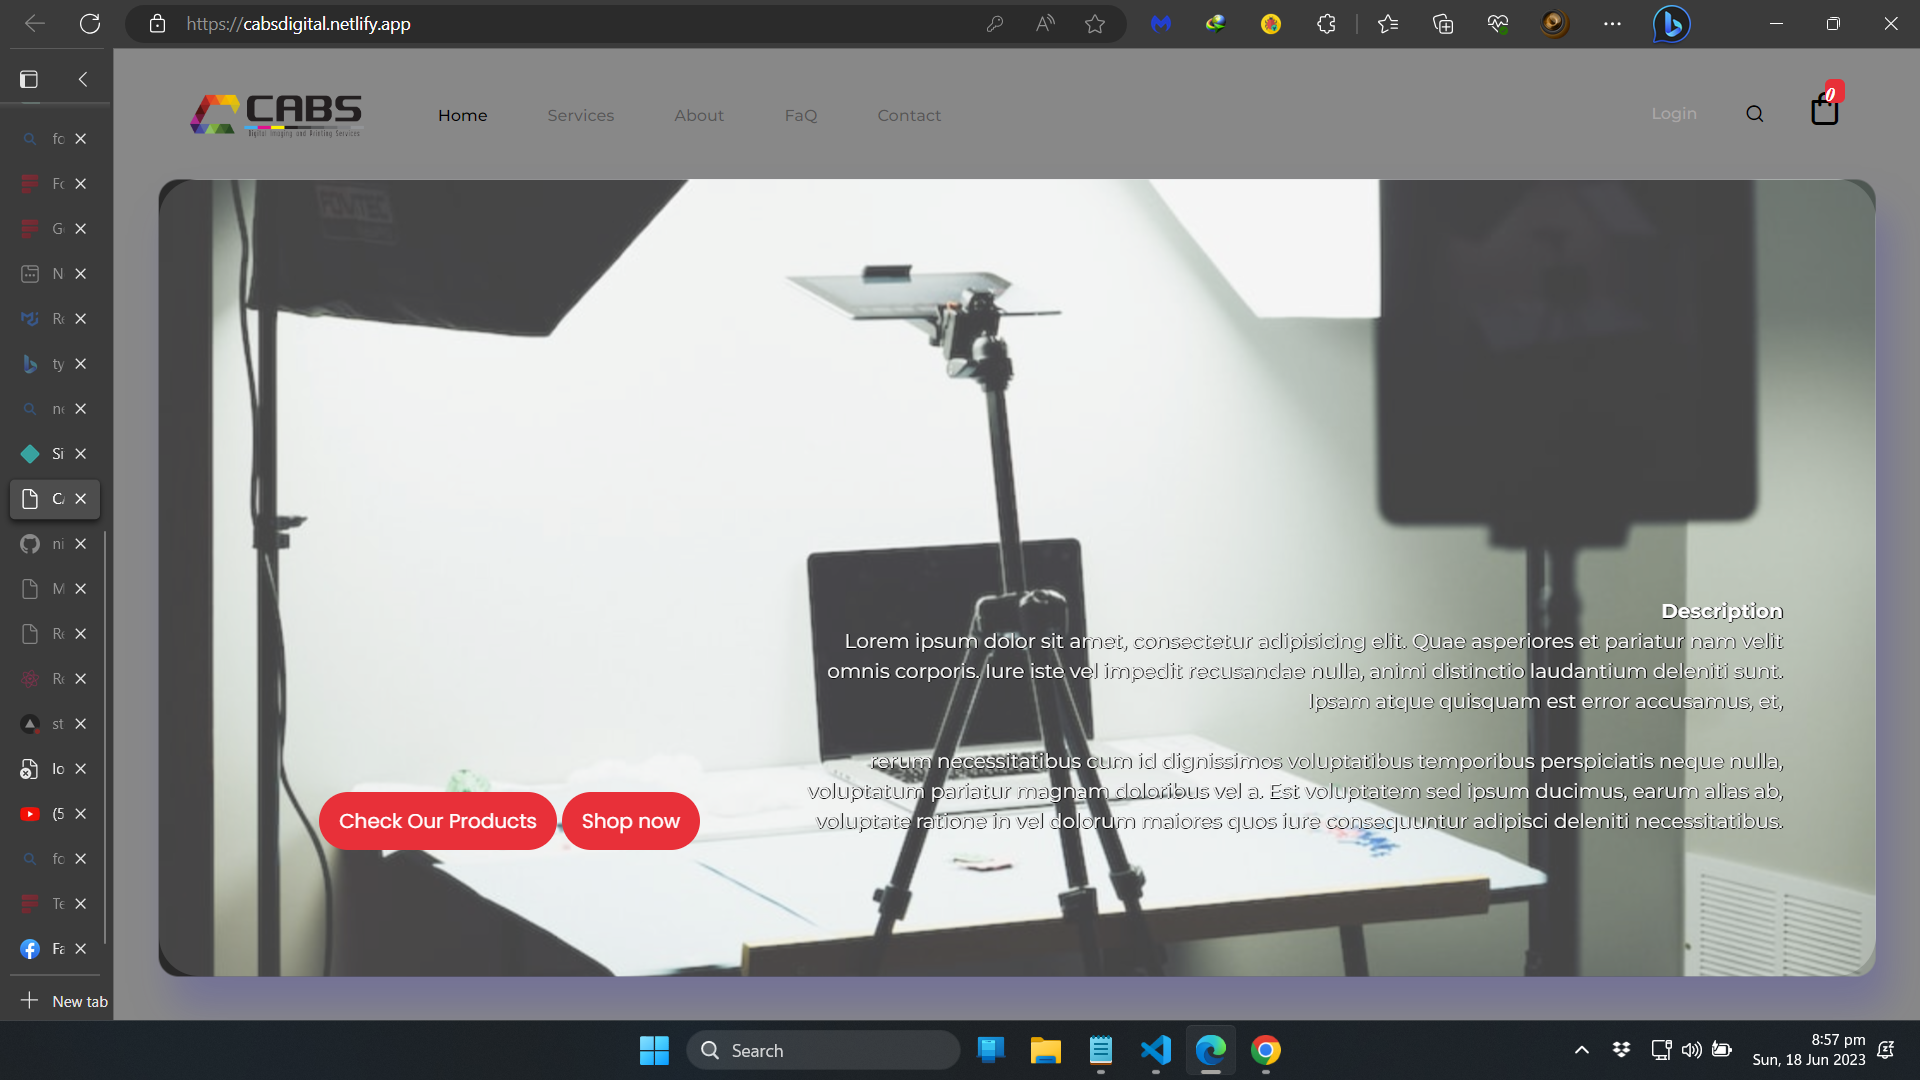 https://cabsdigital.netlify.app
CABS
Digital Imaging and Printing Services
Home
Services
About
FaQ
Contact
Login
0
fo
Fo
G
N
Re
ty
ne
Si
CA
ni
M
Re
Re
st
lo
(5
fo
Te
Fa
New tab
Description
Lorem ipsum dolor sit amet, consectetur adipisicing elit. Quae asperiores et pariatur nam velit
omnis corporis. Iure iste vel impedit recusandae nulla, animi distinctio laudantium deleniti sunt.
Ipsam atque quisquam est error accusamus, et,
rerum necessitatibus cum id dignissimos voluptatibus temporibus perspiciatis neque nulla,
voluptatum pariatur magnam doloribus vel a. Est voluptatem sed ipsum ducimus, earum alias ab,
voluptate ratione in vel dolorum maiores quos iure consequuntur adipisci deleniti necessitatibus.
Check Our Products
Shop now
Search
8:57 pm
Sun, 18 Jun 2023